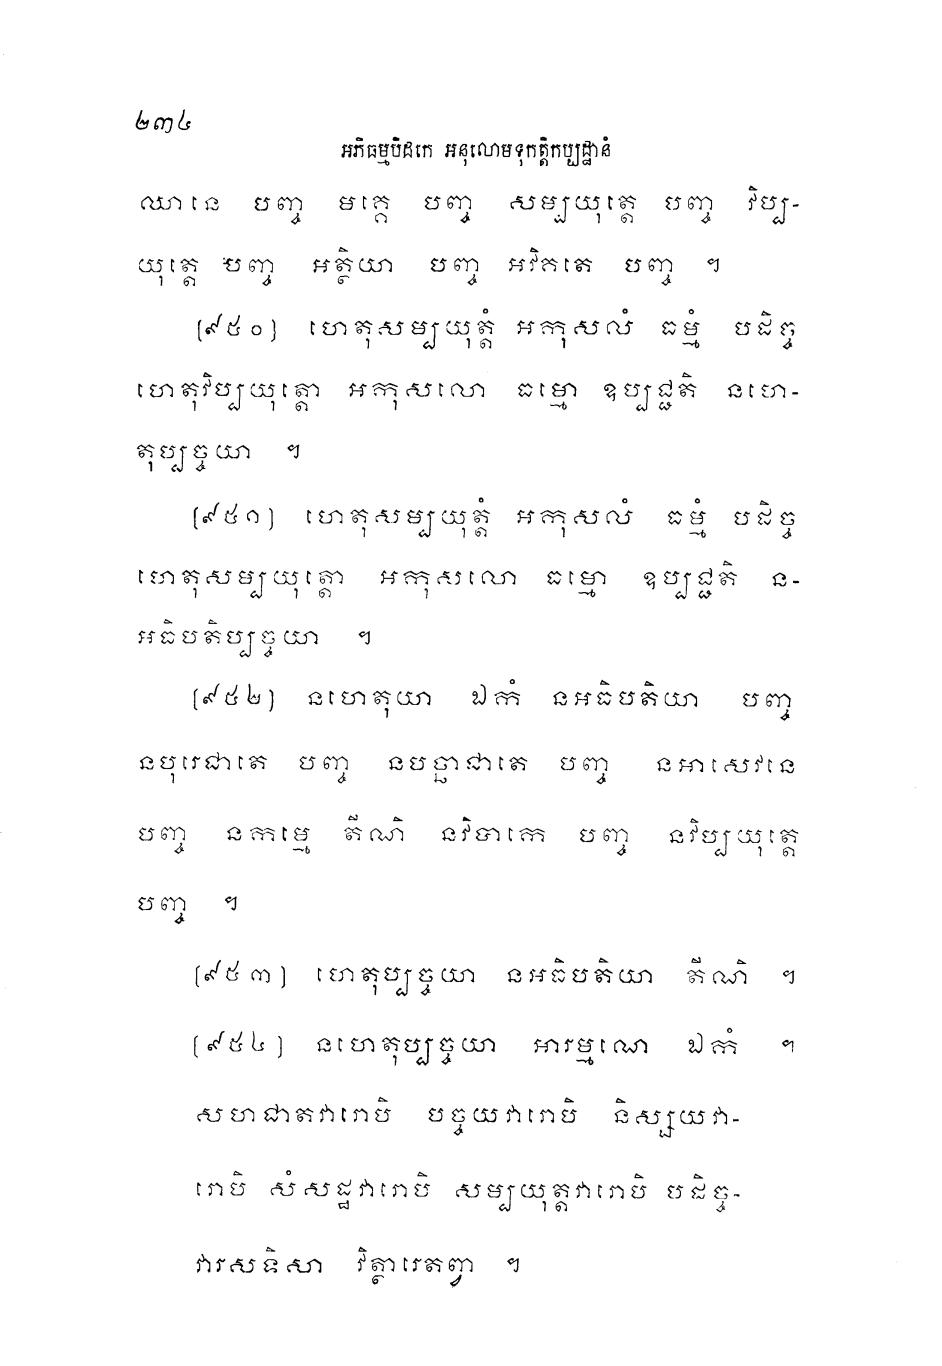 ២៣៤
អភិធម្មបិដកេ អនុលោមទុកត្តិកប្បដ្ឋានំ
ឈានេ បញ្ច មគ្គេ បញ្ច សម្បយុត្តេ បញ្ច វិប្ប-
យុត្តេ បញ្ច អត្ថិយា បញ្ច អវិគតេ បញ្ច ។
[៩៥០] ហេតុសម្បយុត្តំ អកុសលំ ធម្មំ បដិច្ច
ហេតុវិប្បយុត្តោ អកុសលោ ធម្មោ ឧប្បជ្ជតិ នហេ-
តុប្បច្ចយា ។
[៩៥១] ហេតុសម្បយុត្តំ អកុសលំ ធម្មំ បដិច្ច
ហេតុសម្បយុត្តោ អកុសលោ ធម្មោ ឧប្បជ្ជតិ ន-
អធិបតិប្បច្ចយា ។
[៩៥២] នហេតុយា ឯកំ នអធិបតិយា បញ្ច
នបុរេជាតេ បញ្ច នបច្ឆាជាតេ បញ្ច នអាសេវនេ
បញ្ច នកម្មេ តីណិ នវិបាកេ បញ្ច នវិប្បយុត្តេ
បញ្ច ។
[៩៥៣] ហេតុប្បច្ចយា នអធិបតិយា តីណិ ។
[៩៥៤] នហេតុប្បច្ចយា អារម្មណេ ឯកំ ។
សហជាតវារោបិ បច្ចយវារោបិ និស្សយវា-
រោបិ សំសដ្ឋវារោបិ សម្បយុត្តវារោបិ បដិច្ច-
វារសទិសា វិត្ថារេតព្វា ។